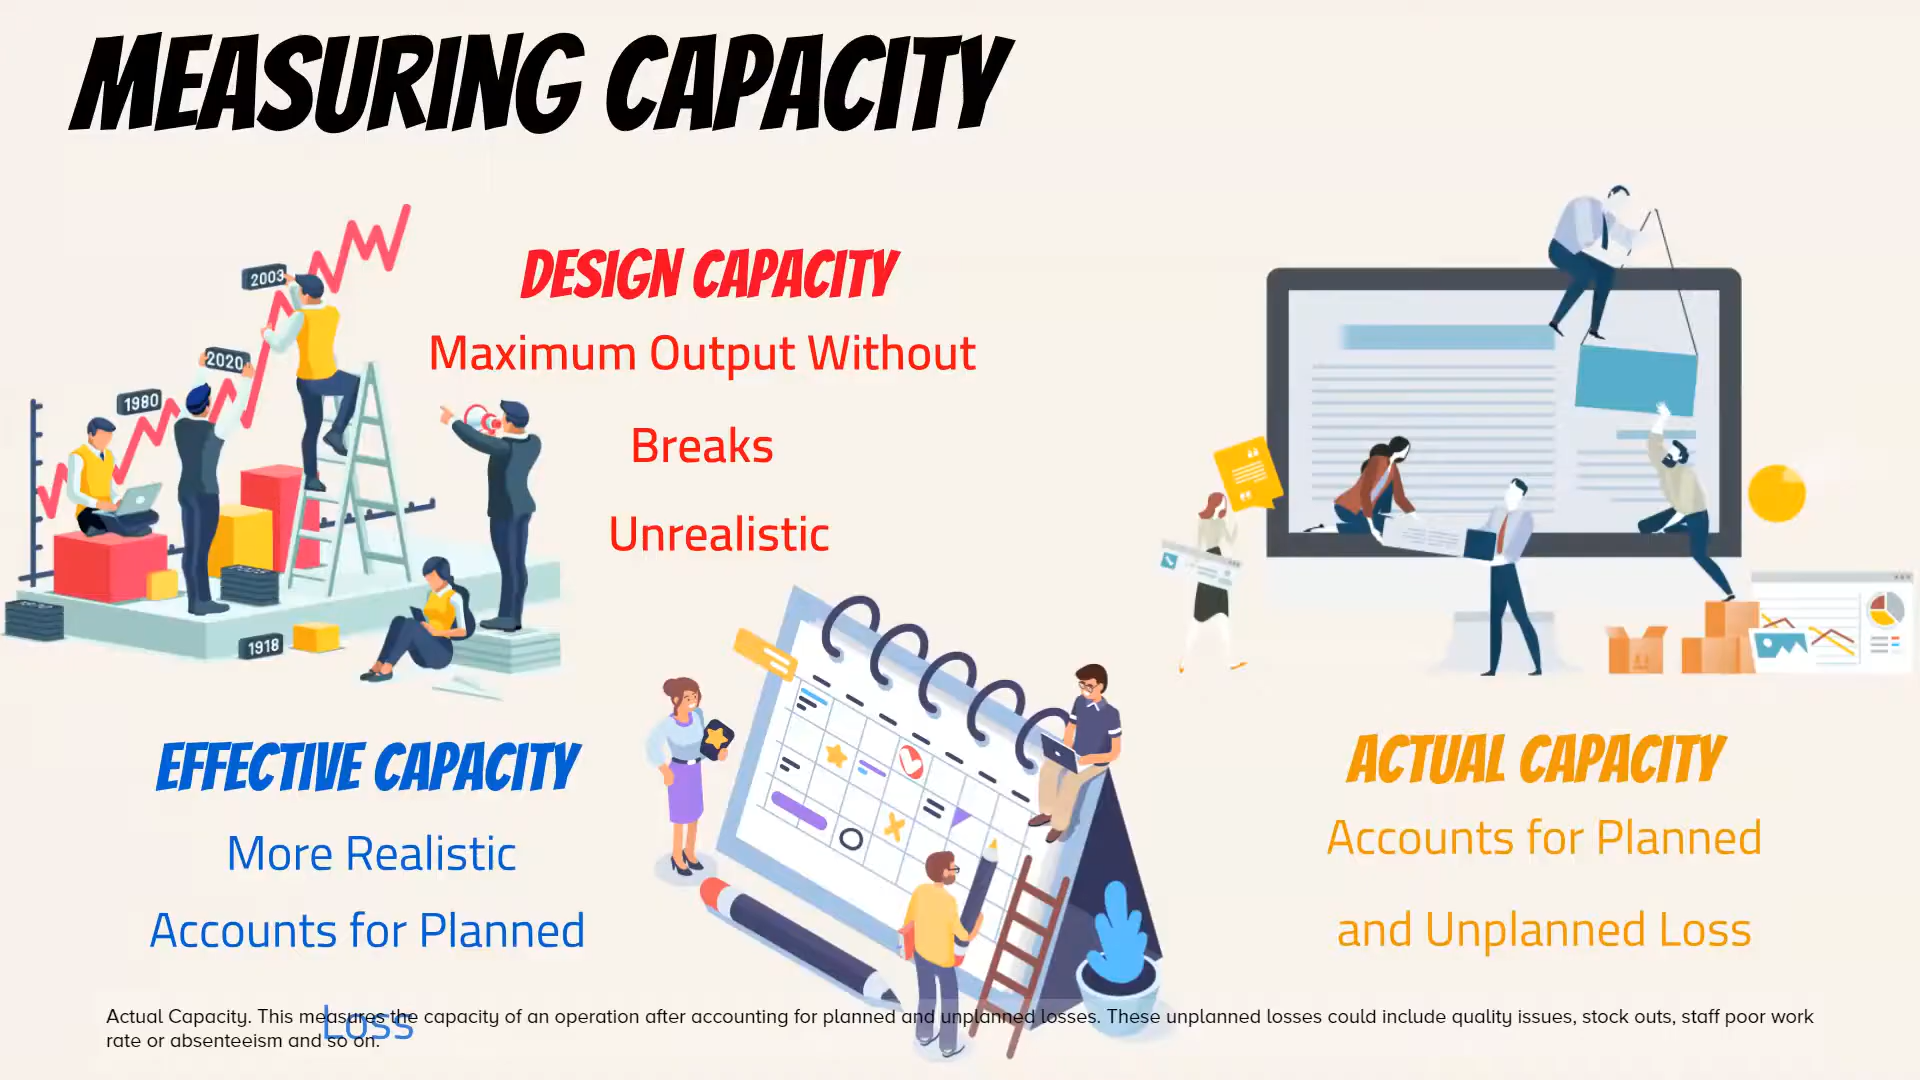 MEASURING CAPACITY
DESIGN CAPACITY
Maximum Output Without
Breaks
Unrealistic
2003
2020
1980
1918
EFFECTIVE CAPACITY
More Realistic
Accounts for Planned
Loss
ACTUAL CAPACITY
Accounts for Planned
and Unplanned Loss
Actual Capacity. This measures the capacity of an operation after accounting for planned and unplanned losses. These unplanned losses could include quality issues, stock outs, staff poor work
rate or absenteeism and so on.